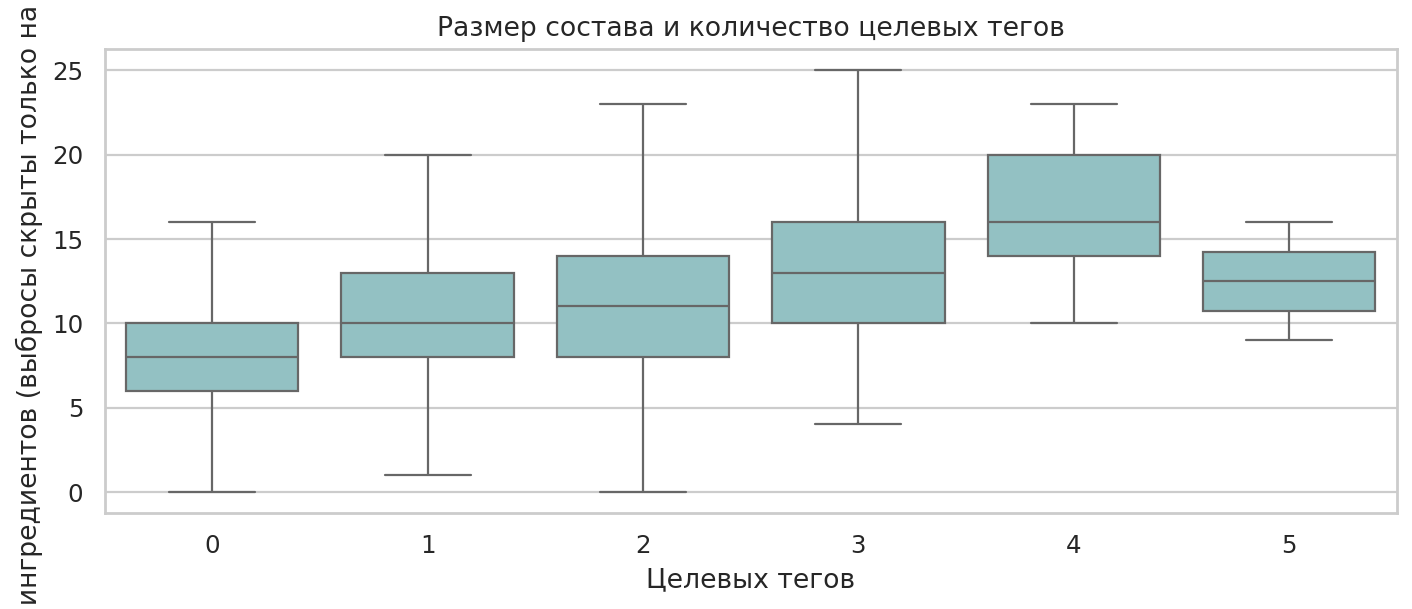 Размер состава и количество целевых тегов
ингредиентов (выбросы скрыты только на
25
20
15
10
5
0
0 1 2 3 4 5
Целевых тегов